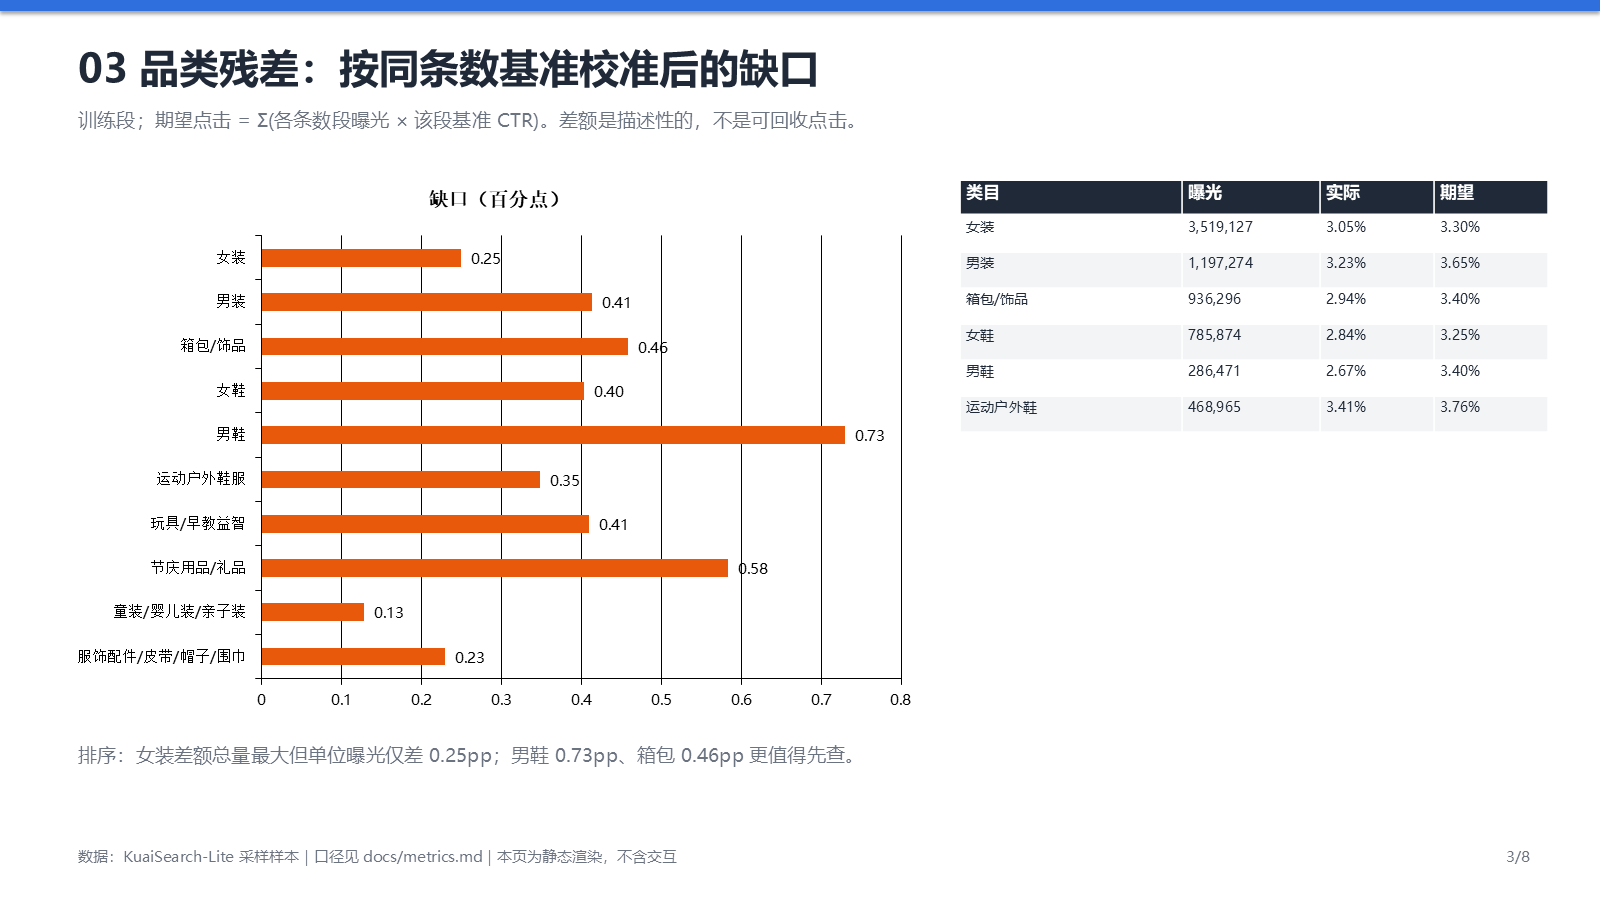 03 品类残差：按同条数基准校准后的缺口
训练段；期望点击 = Σ(各条数段曝光 × 该段基准 CTR)。差额是描述性的，不是可回收点击。
缺口（百分点）
女装 0.25
男装 0.41
箱包/饰品 0.46
女鞋 0.40
男鞋 0.73
运动户外鞋服 0.35
玩具/早教益智 0.41
节庆用品/礼品 0.58
童装/婴儿装/亲子装 0.13
服饰配件/皮带/帽子/围巾 0.23
0 0.1 0.2 0.3 0.4 0.5 0.6 0.7 0.8
类目 曝光 实际 期望
女装 3,519,127 3.05% 3.30%
男装 1,197,274 3.23% 3.65%
箱包/饰品 936,296 2.94% 3.40%
女鞋 785,874 2.84% 3.25%
男鞋 286,471 2.67% 3.40%
运动户外鞋 468,965 3.41% 3.76%
排序：女装差额总量最大但单位曝光仅差 0.25pp；男鞋 0.73pp、箱包 0.46pp 更值得先查。
数据：KuaiSearch-Lite 采样样本 | 口径见 docs/metrics.md | 本页为静态渲染，不含交互
3/8